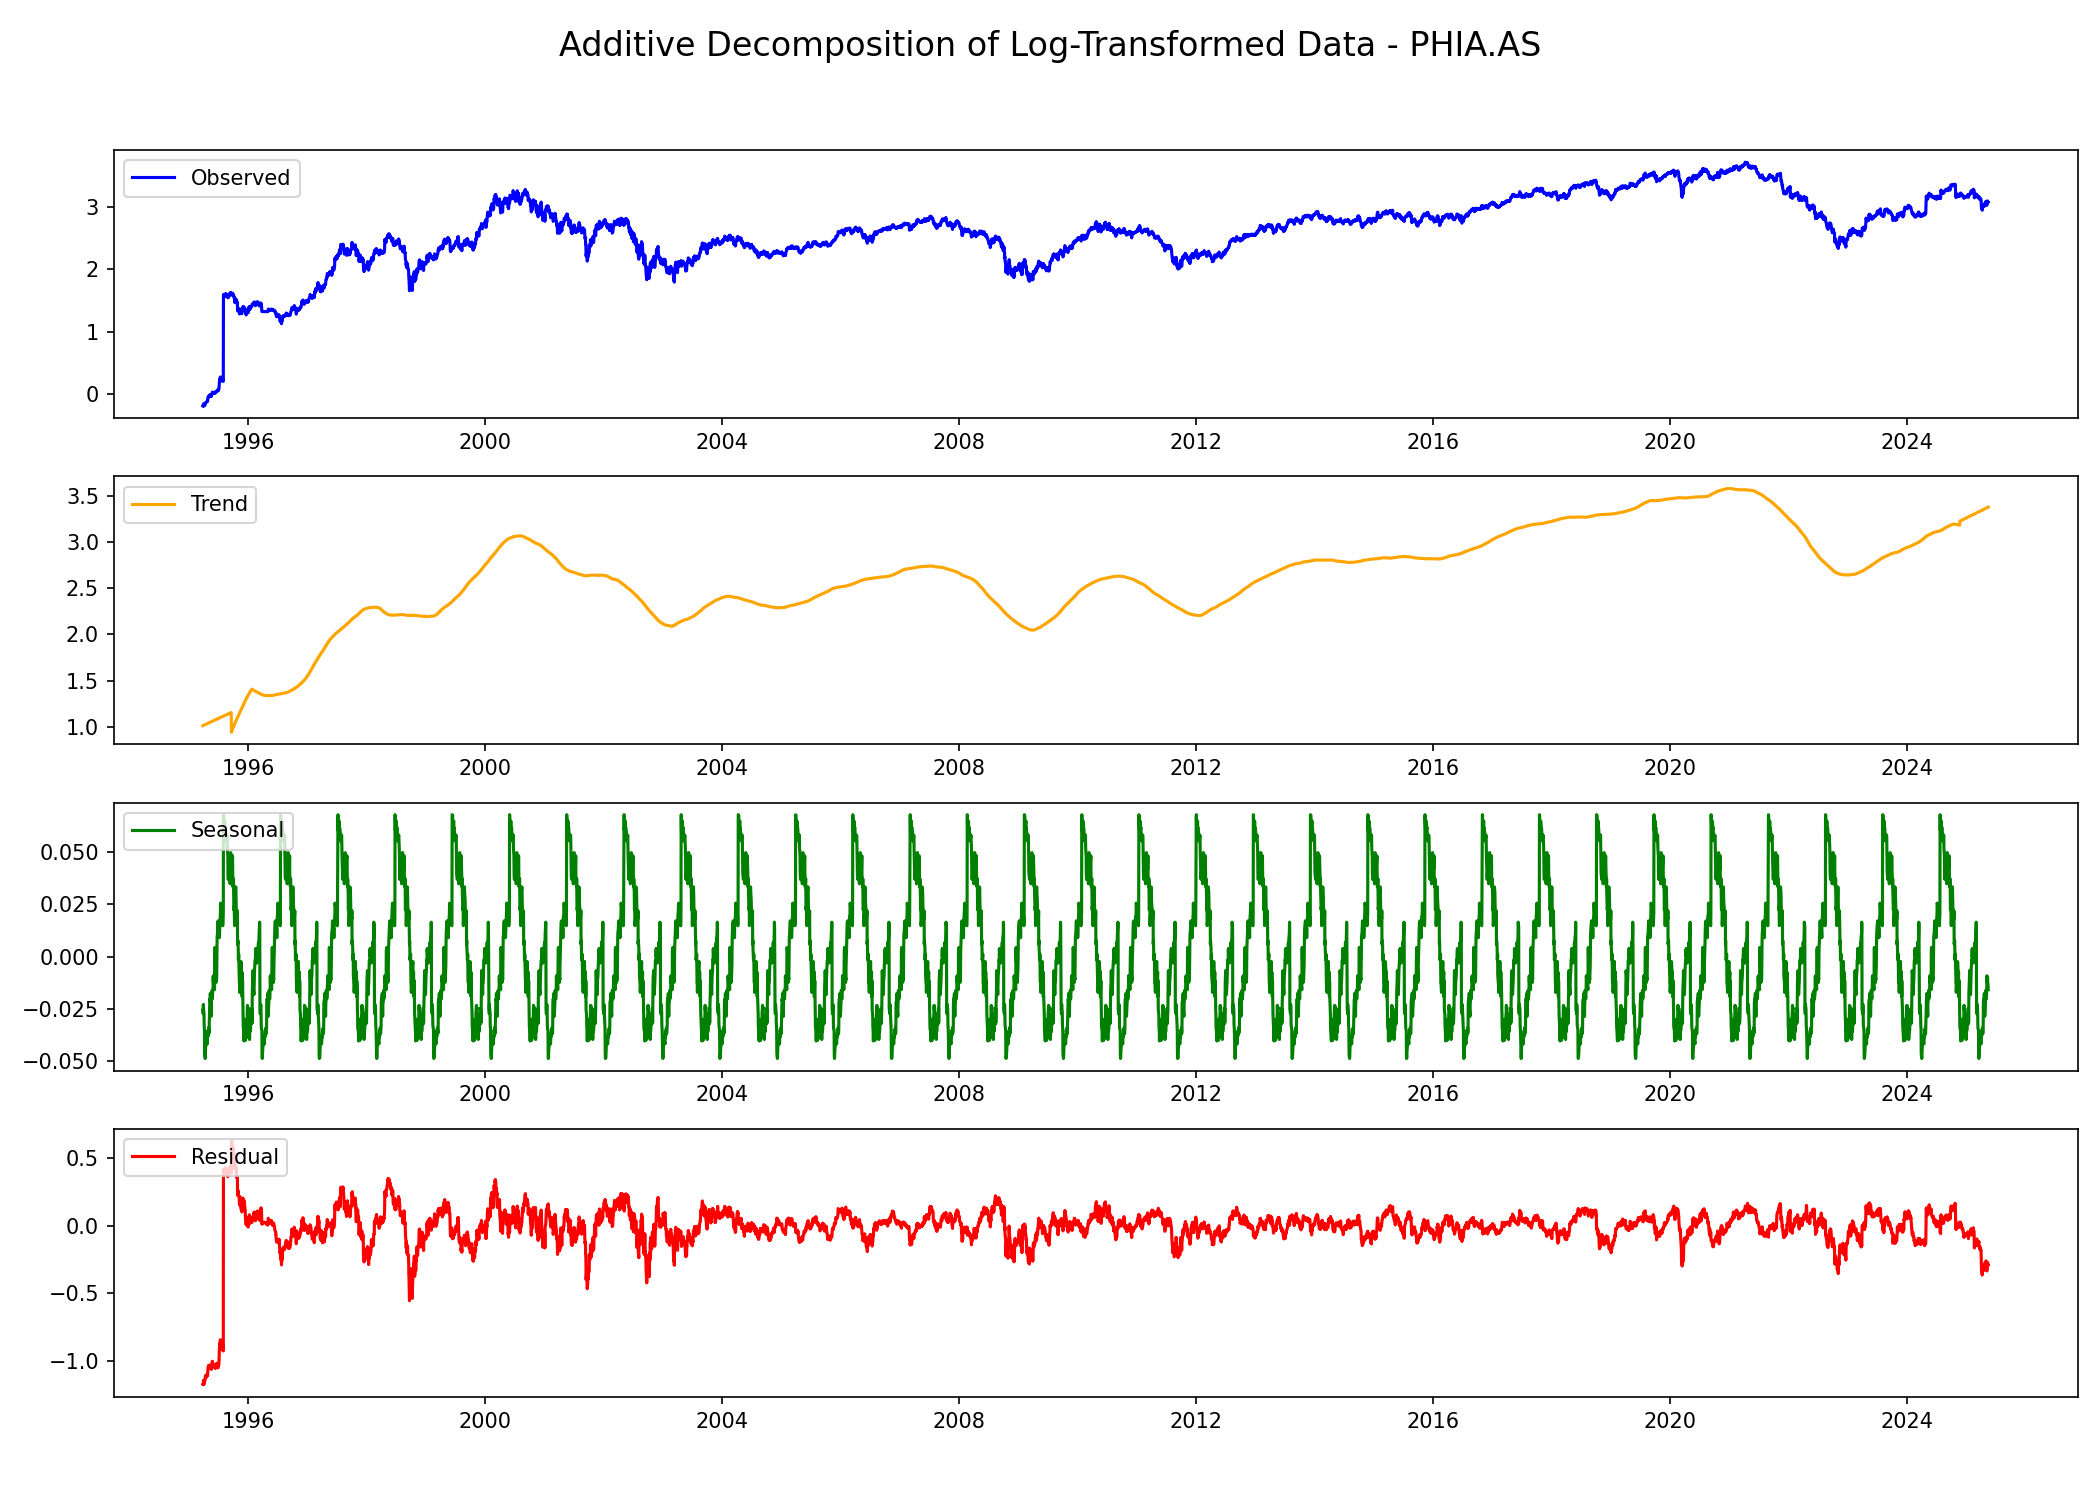 Additive Decomposition of Log-Transformed Data - PHIA.AS
Observed
3
2
1
0
1996 2000 2004 2008 2012 2016 2020 2024
Trend
3.5
3.0
2.5
2.0
1.5
1.0
1996 2000 2004 2008 2012 2016 2020 2024
Seasonal
0.050
0.025
0.000
−0.025
−0.050
1996 2000 2004 2008 2012 2016 2020 2024
Residual
0.5
0.0
−0.5
−1.0
1996 2000 2004 2008 2012 2016 2020 2024